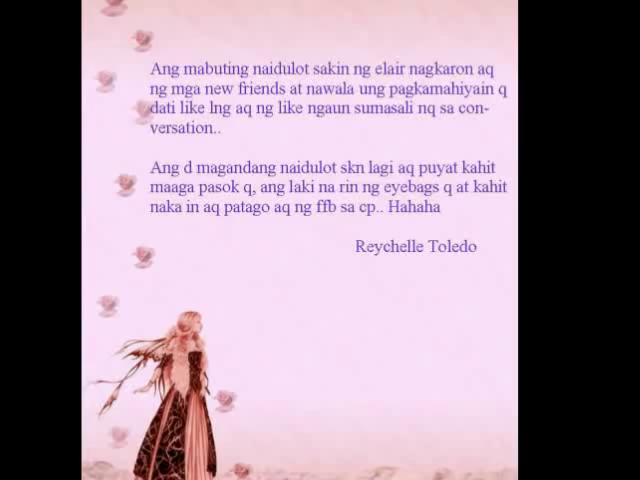 Ang mabuting naidulot sakin ng elair nagkaron aq
ng mga new friends at nawala ung pagkamahiyain q
dati like lng aq ng like ngaun sumasali nq sa con-
versation..
Ang d magandang naidulot skn lagi aq puyat kahit
maaga pasok q, ang laki na rin ng eyebags q at kahit
naka in aq patago aq ng ffb sa cp.. Hahaha
Reychelle Toledo